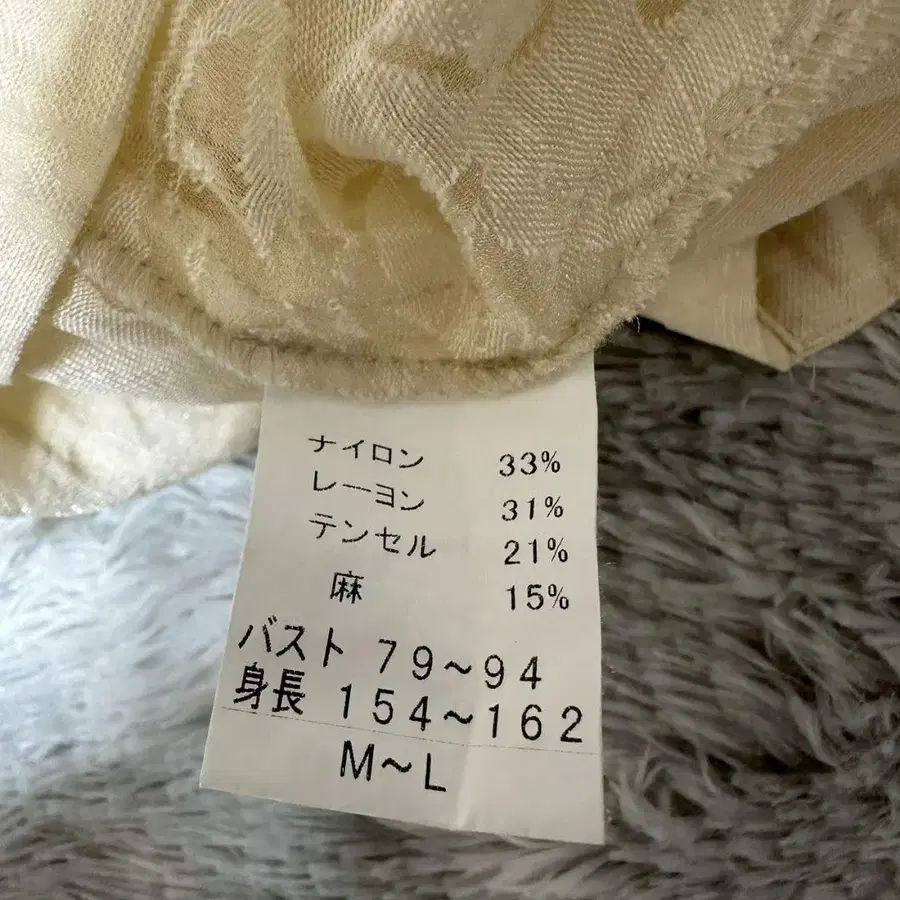 ナイロン 33%
レーヨン 31%
テンセル 21%
麻 15%
バスト 79~94
身長 154~162
M~L